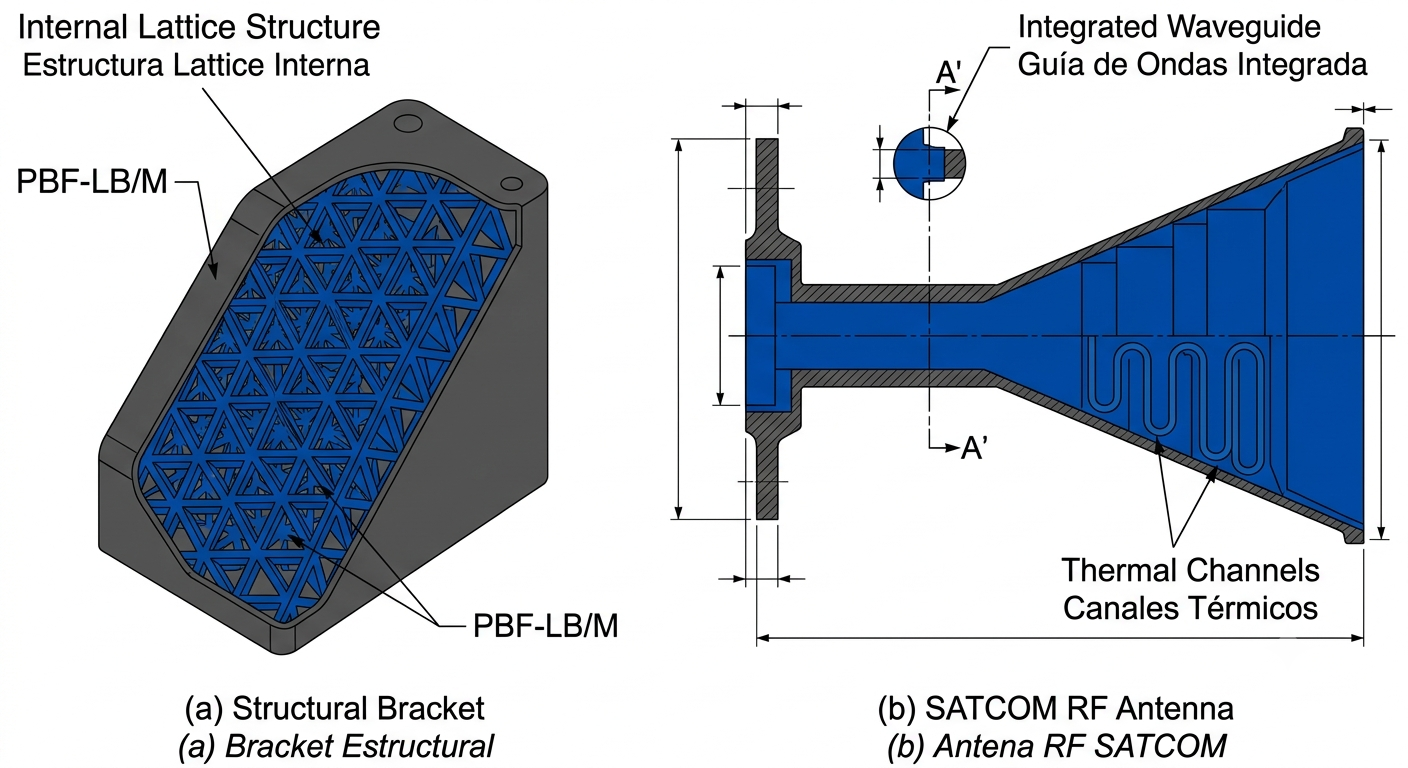 Internal Lattice Structure
Estructura Lattice Interna
PBF-LB/M
PBF-LB/M
(a) Structural Bracket
(a) Bracket Estructural
Integrated Waveguide
Guía de Ondas Integrada
A'
A'
Thermal Channels
Canales Térmicos
(b) SATCOM RF Antenna
(b) Antena RF SATCOM